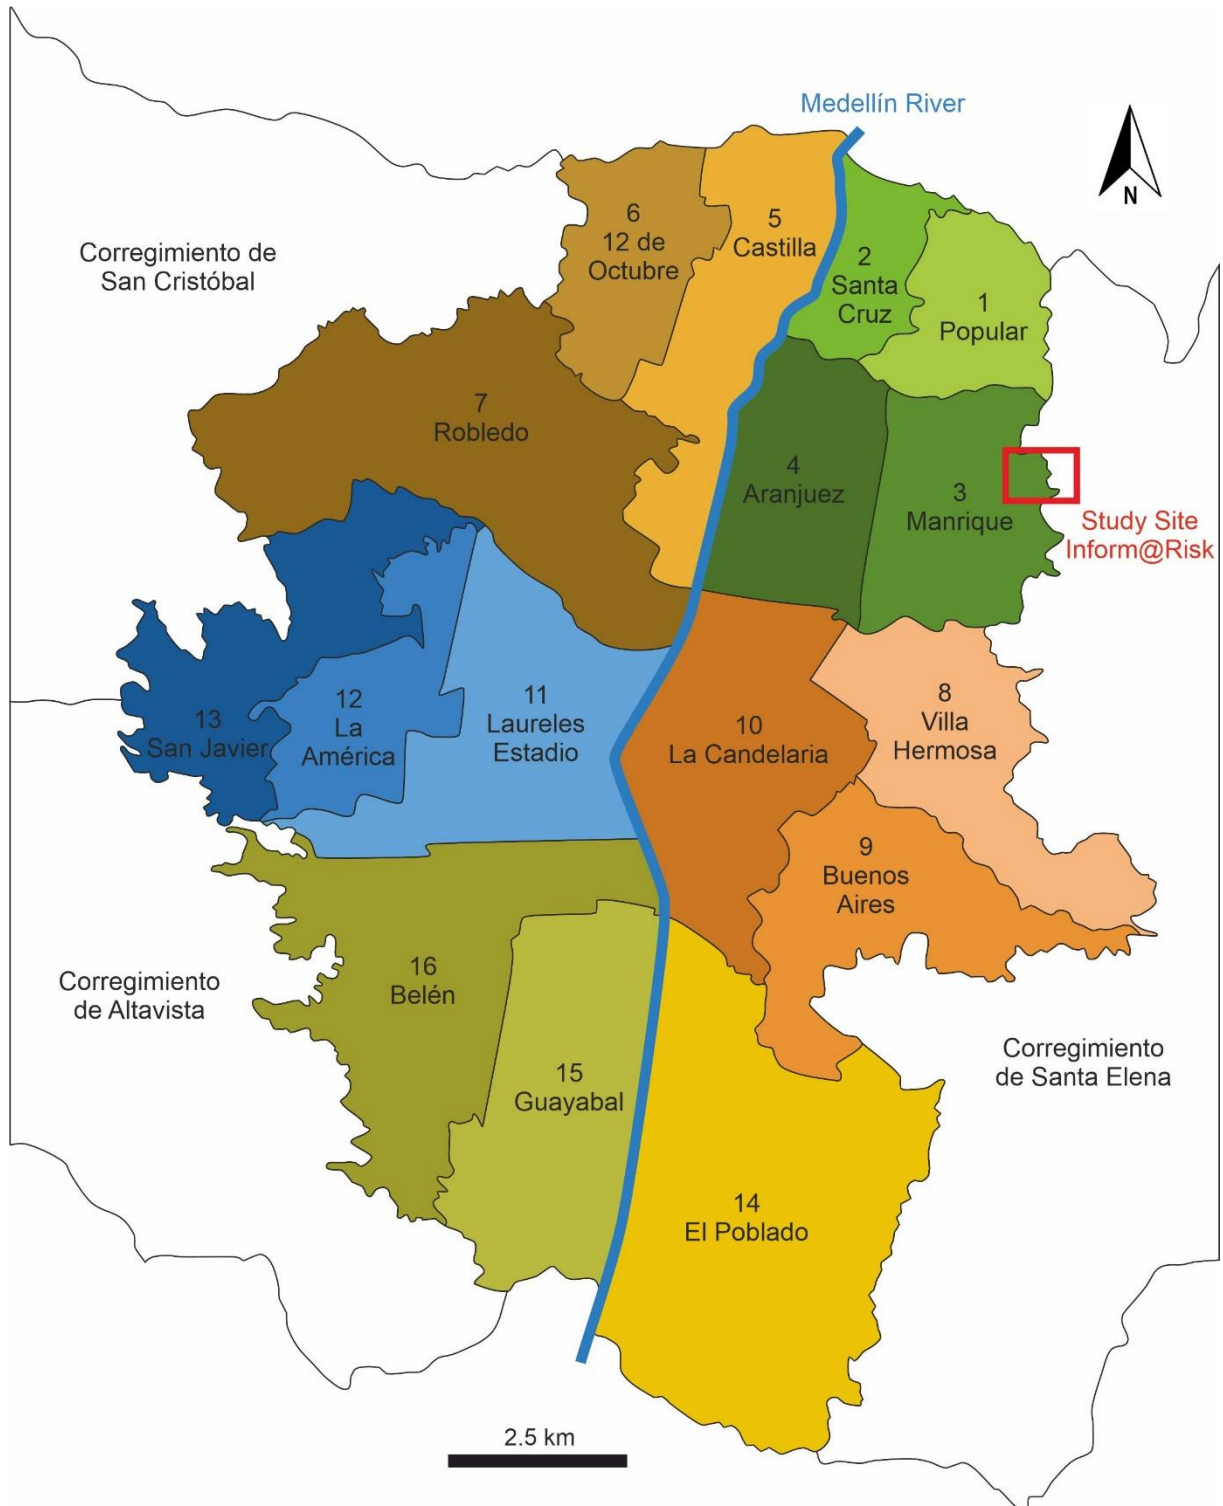 Medellín River
N
Corregimiento de
San Cristóbal
6
12 de
Octubre
5
Castilla
2
Santa
Cruz
1
Popular
7
Robledo
4
Aranjuez
3
Manrique
Study Site
Inform@Risk
13
San Javier
12
La
América
11
Laureles
Estadio
10
La Candelaria
8
Villa
Hermosa
9
Buenos
Aires
Corregimiento
de Altavista
16
Belén
15
Guayabal
Corregimiento
de Santa Elena
14
El Poblado
2.5 km